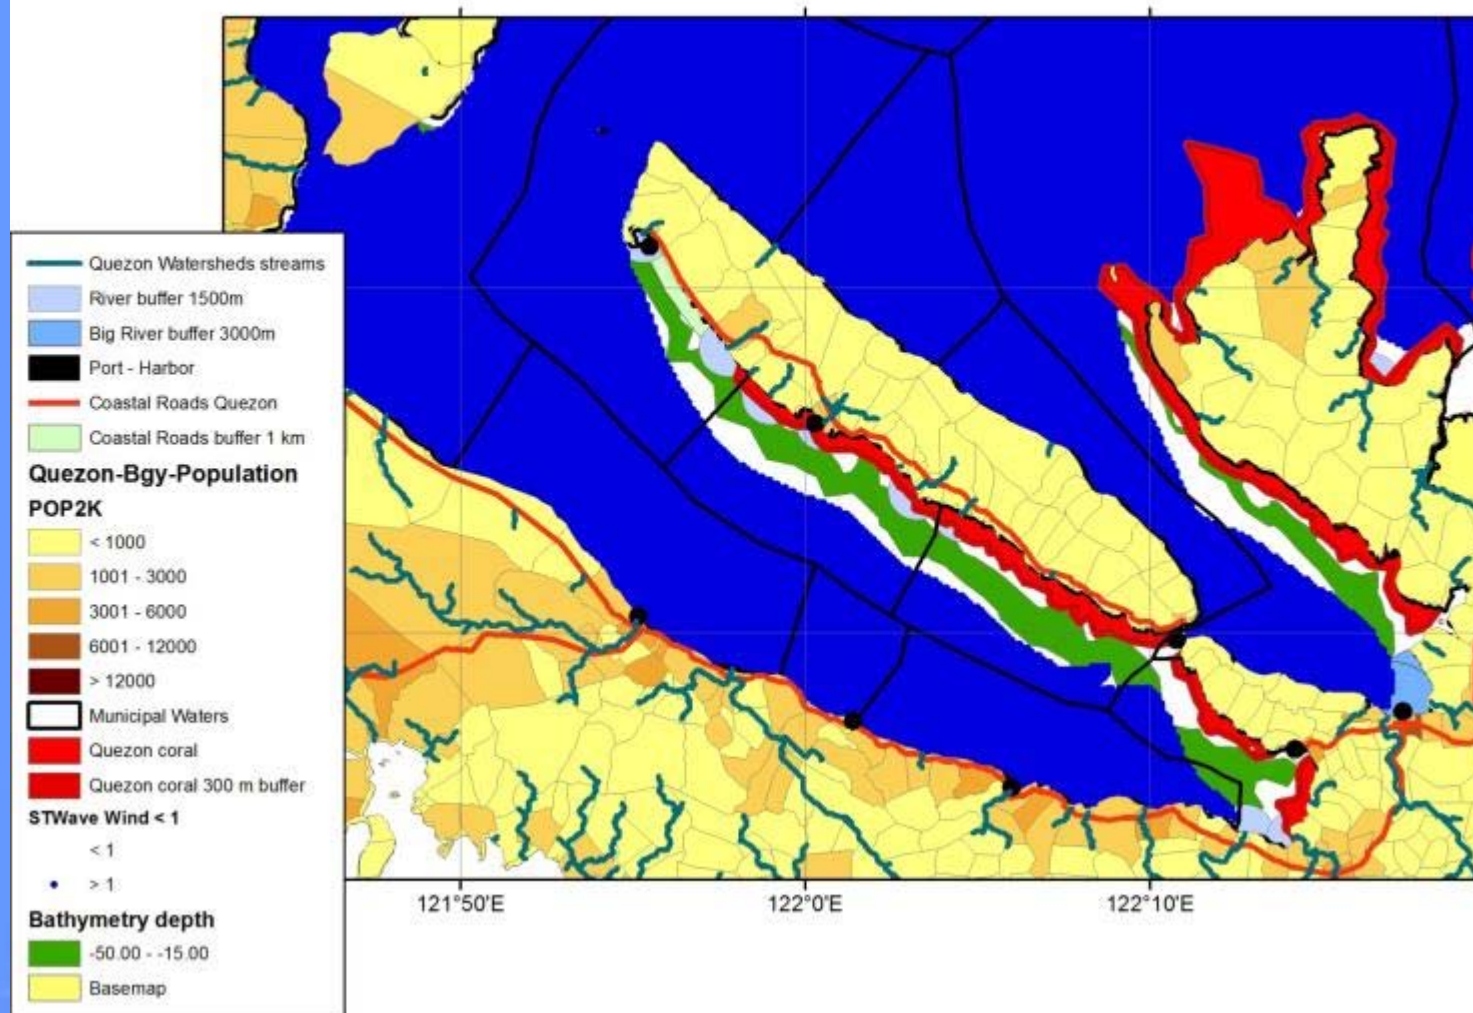 Quezon Watersheds streams
River buffer 1500m
Big River buffer 3000m
Port - Harbor
Coastal Roads Quezon
Coastal Roads buffer 1 km
Quezon-Bgy-Population
POP2K
< 1000
1001 - 3000
3001 - 6000
6001 - 12000
> 12000
Municipal Waters
Quezon coral
Quezon coral 300 m buffer
STWave Wind < 1
< 1
> 1
Bathymetry depth
-50.00 - -15.00
Basemap
121°50'E
122°0'E
122°10'E